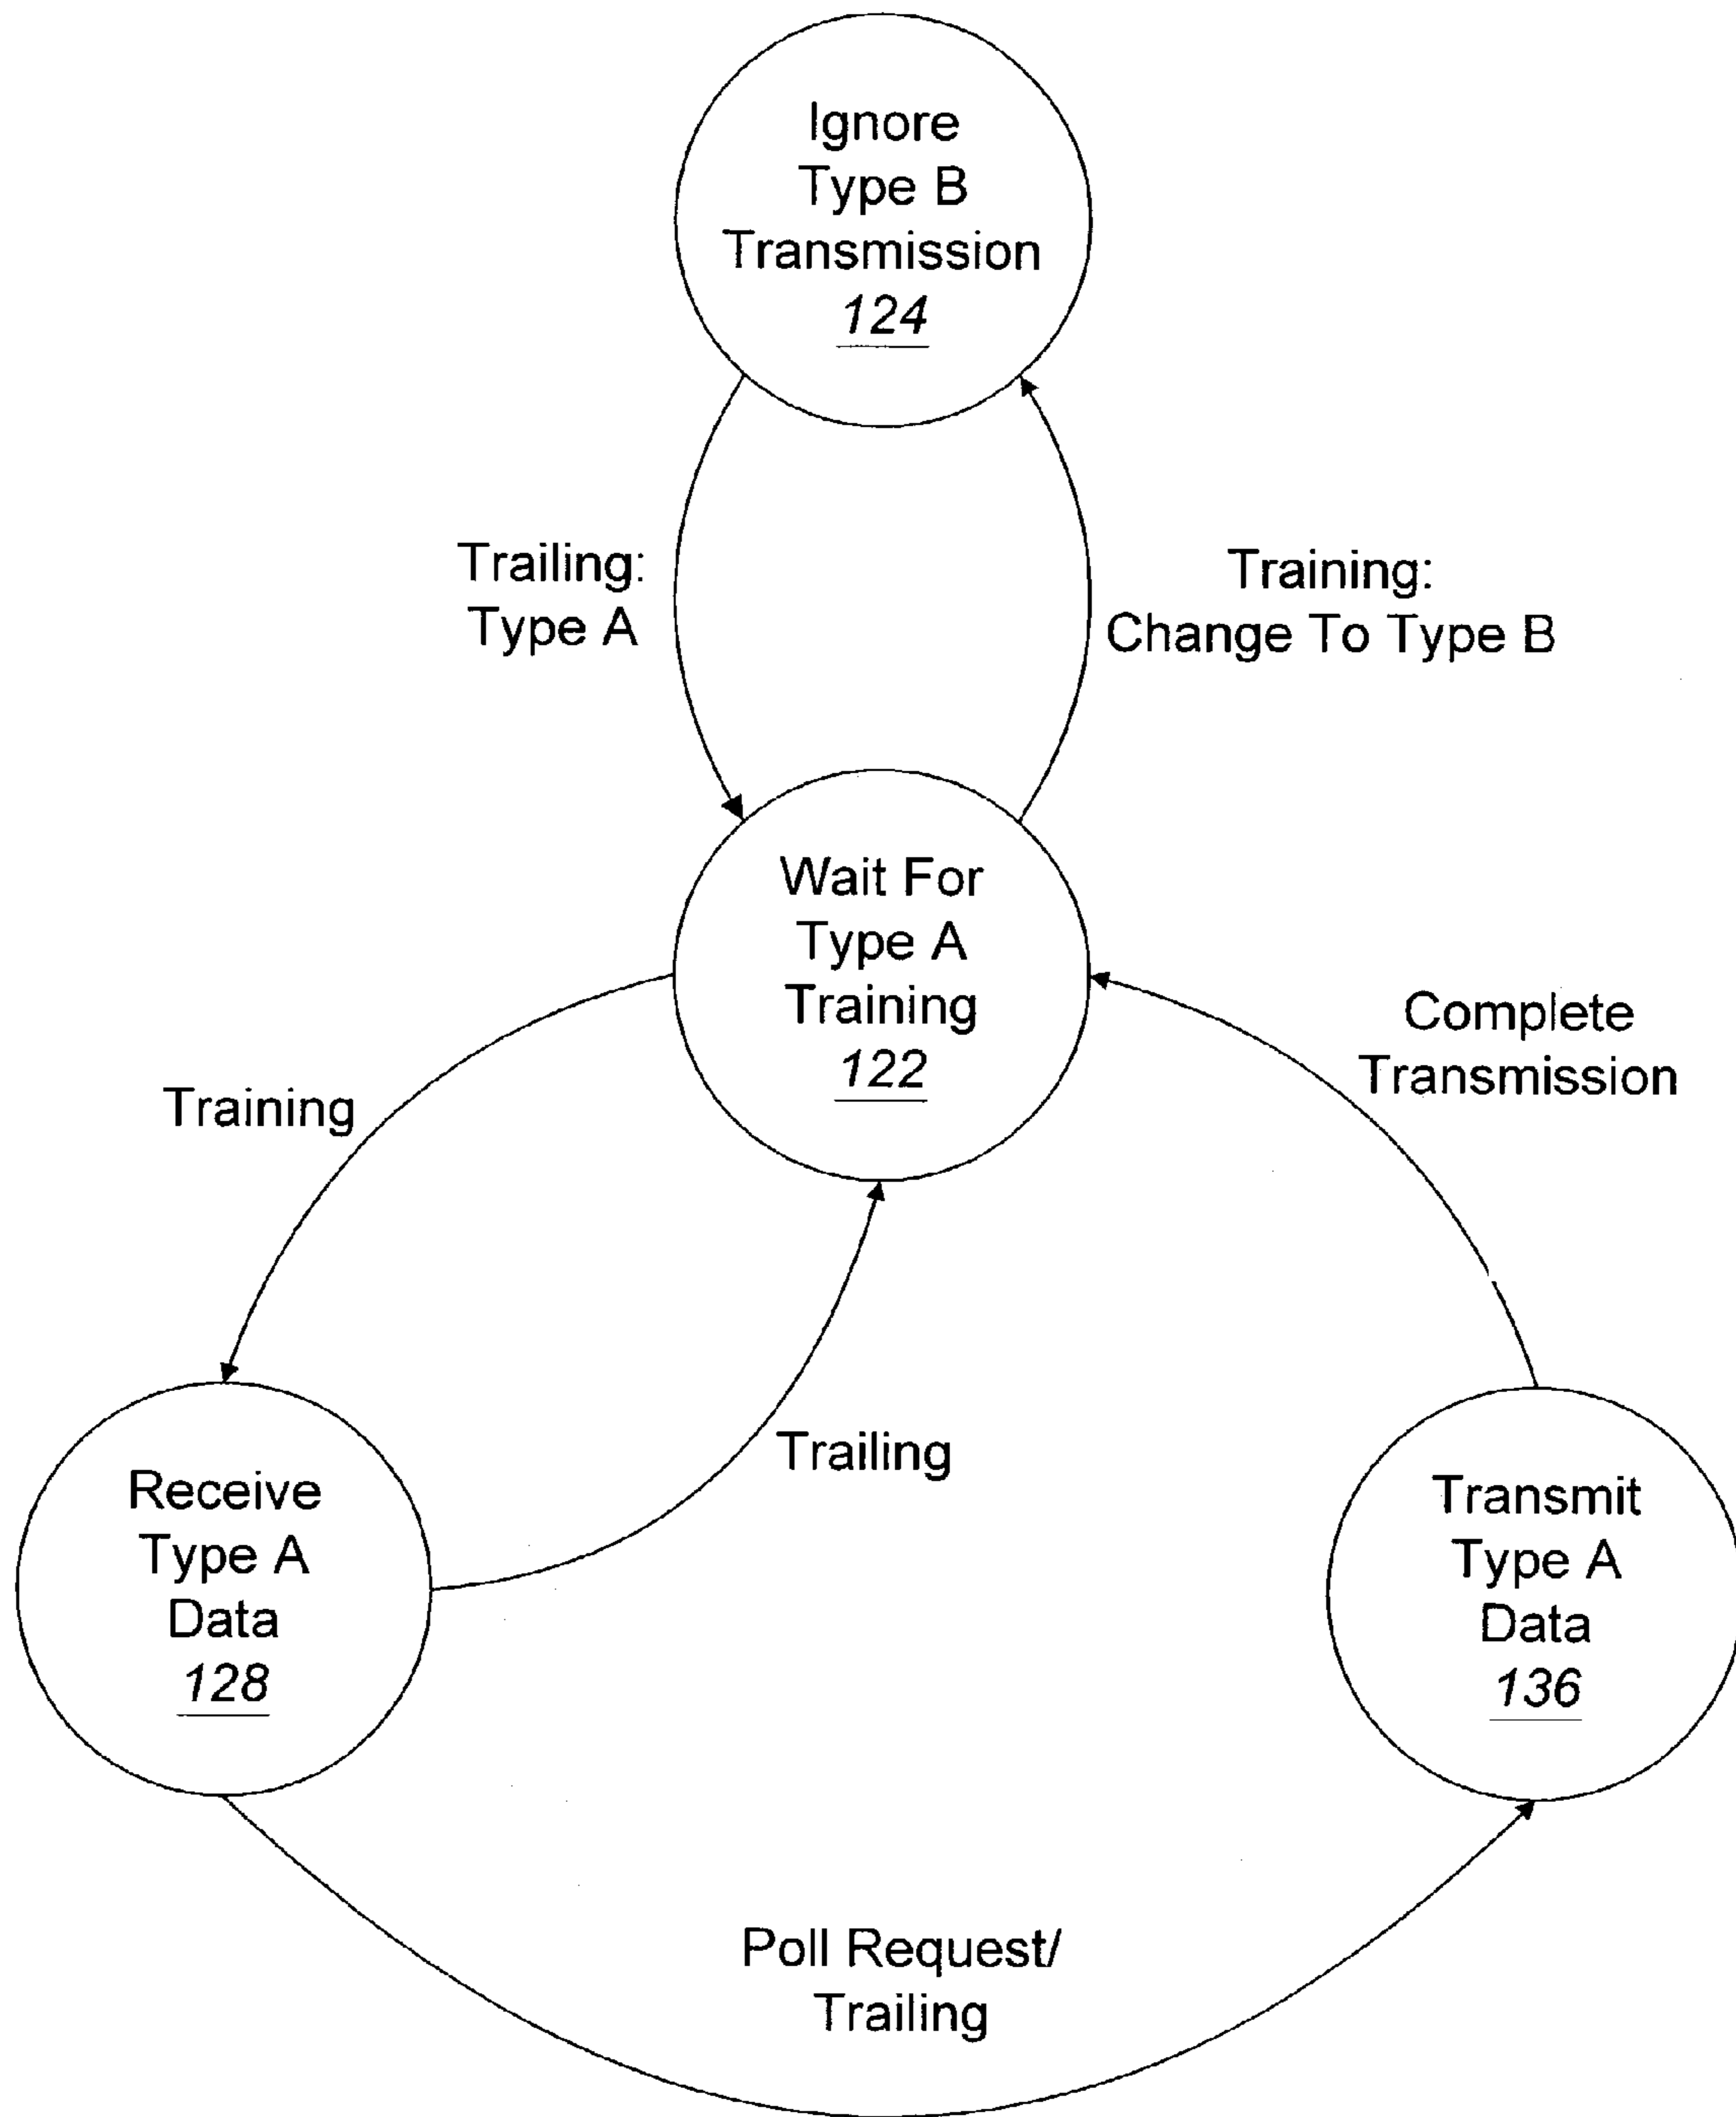 Ignore
Type B
Transmission
124
Trailing:
Type A
Training:
Change To Type B
Wait For
Type A
Training
122
Complete
Transmission
Training
Trailing
Receive
Type A
Data
128
Transmit
Type A
Data
136
Poll Request/
Trailing